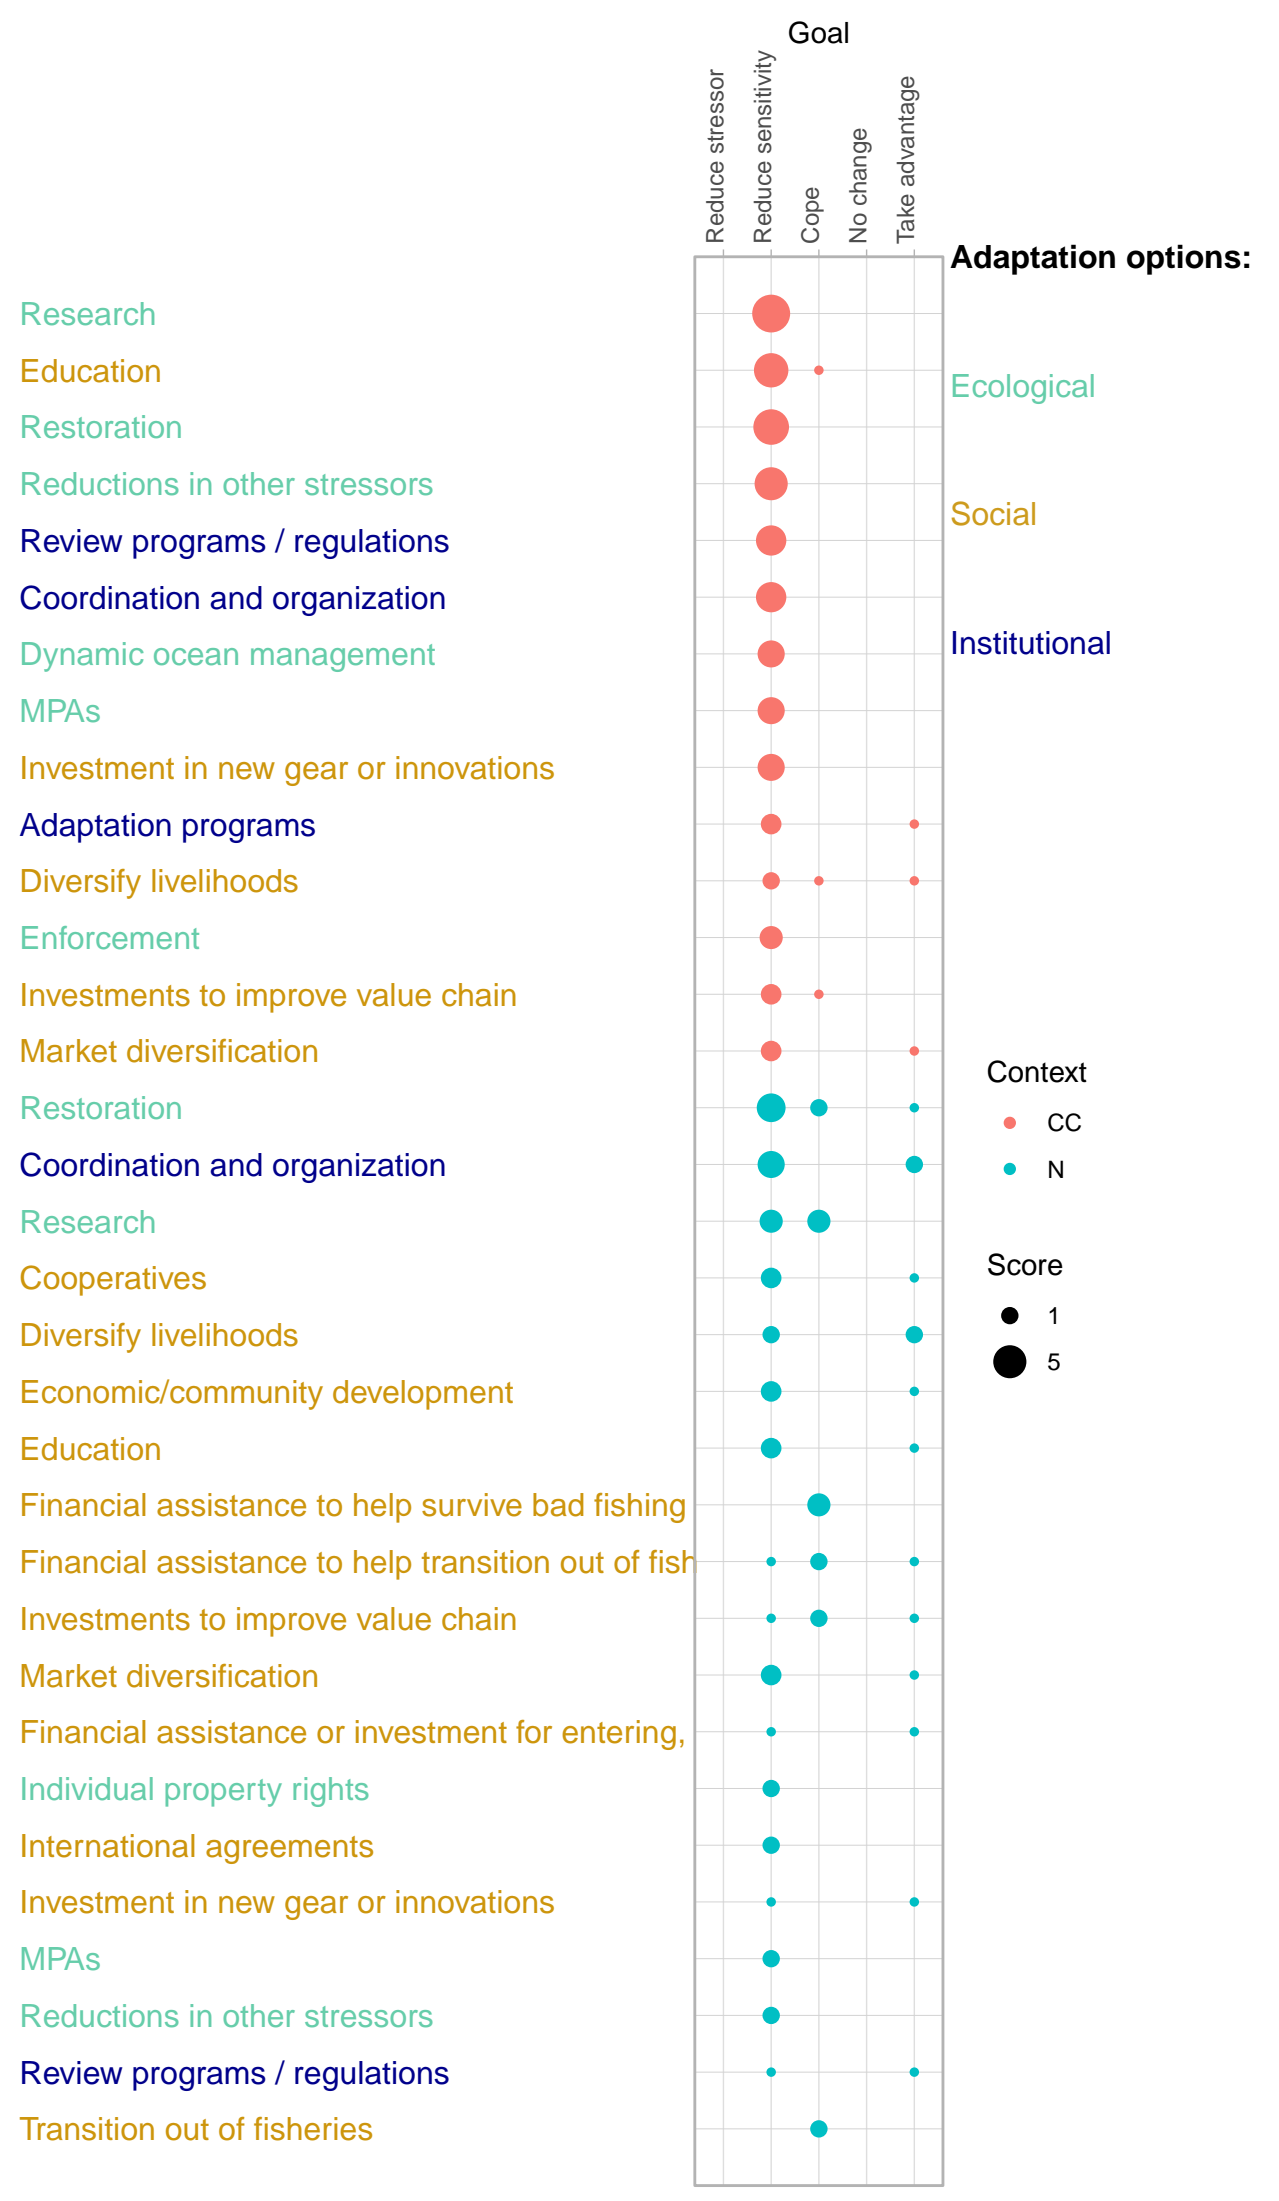 Goal
Reduce stressor
Reduce sensitivity
Cope
No change
Take advantage
Adaptation options:
Ecological
Social
Institutional
Research
Education
Restoration
Reductions in other stressors
Review programs / regulations
Coordination and organization
Dynamic ocean management
MPAs
Investment in new gear or innovations
Adaptation programs
Diversify livelihoods
Enforcement
Investments to improve value chain
Market diversification
Restoration
Coordination and organization
Research
Cooperatives
Diversify livelihoods
Economic/community development
Education
Financial assistance to help survive bad fishing
Financial assistance to help transition out of fish
Investments to improve value chain
Market diversification
Financial assistance or investment for entering,
Individual property rights
International agreements
Investment in new gear or innovations
MPAs
Reductions in other stressors
Review programs / regulations
Transition out of fisheries
Context
CC
N
Score
1
5